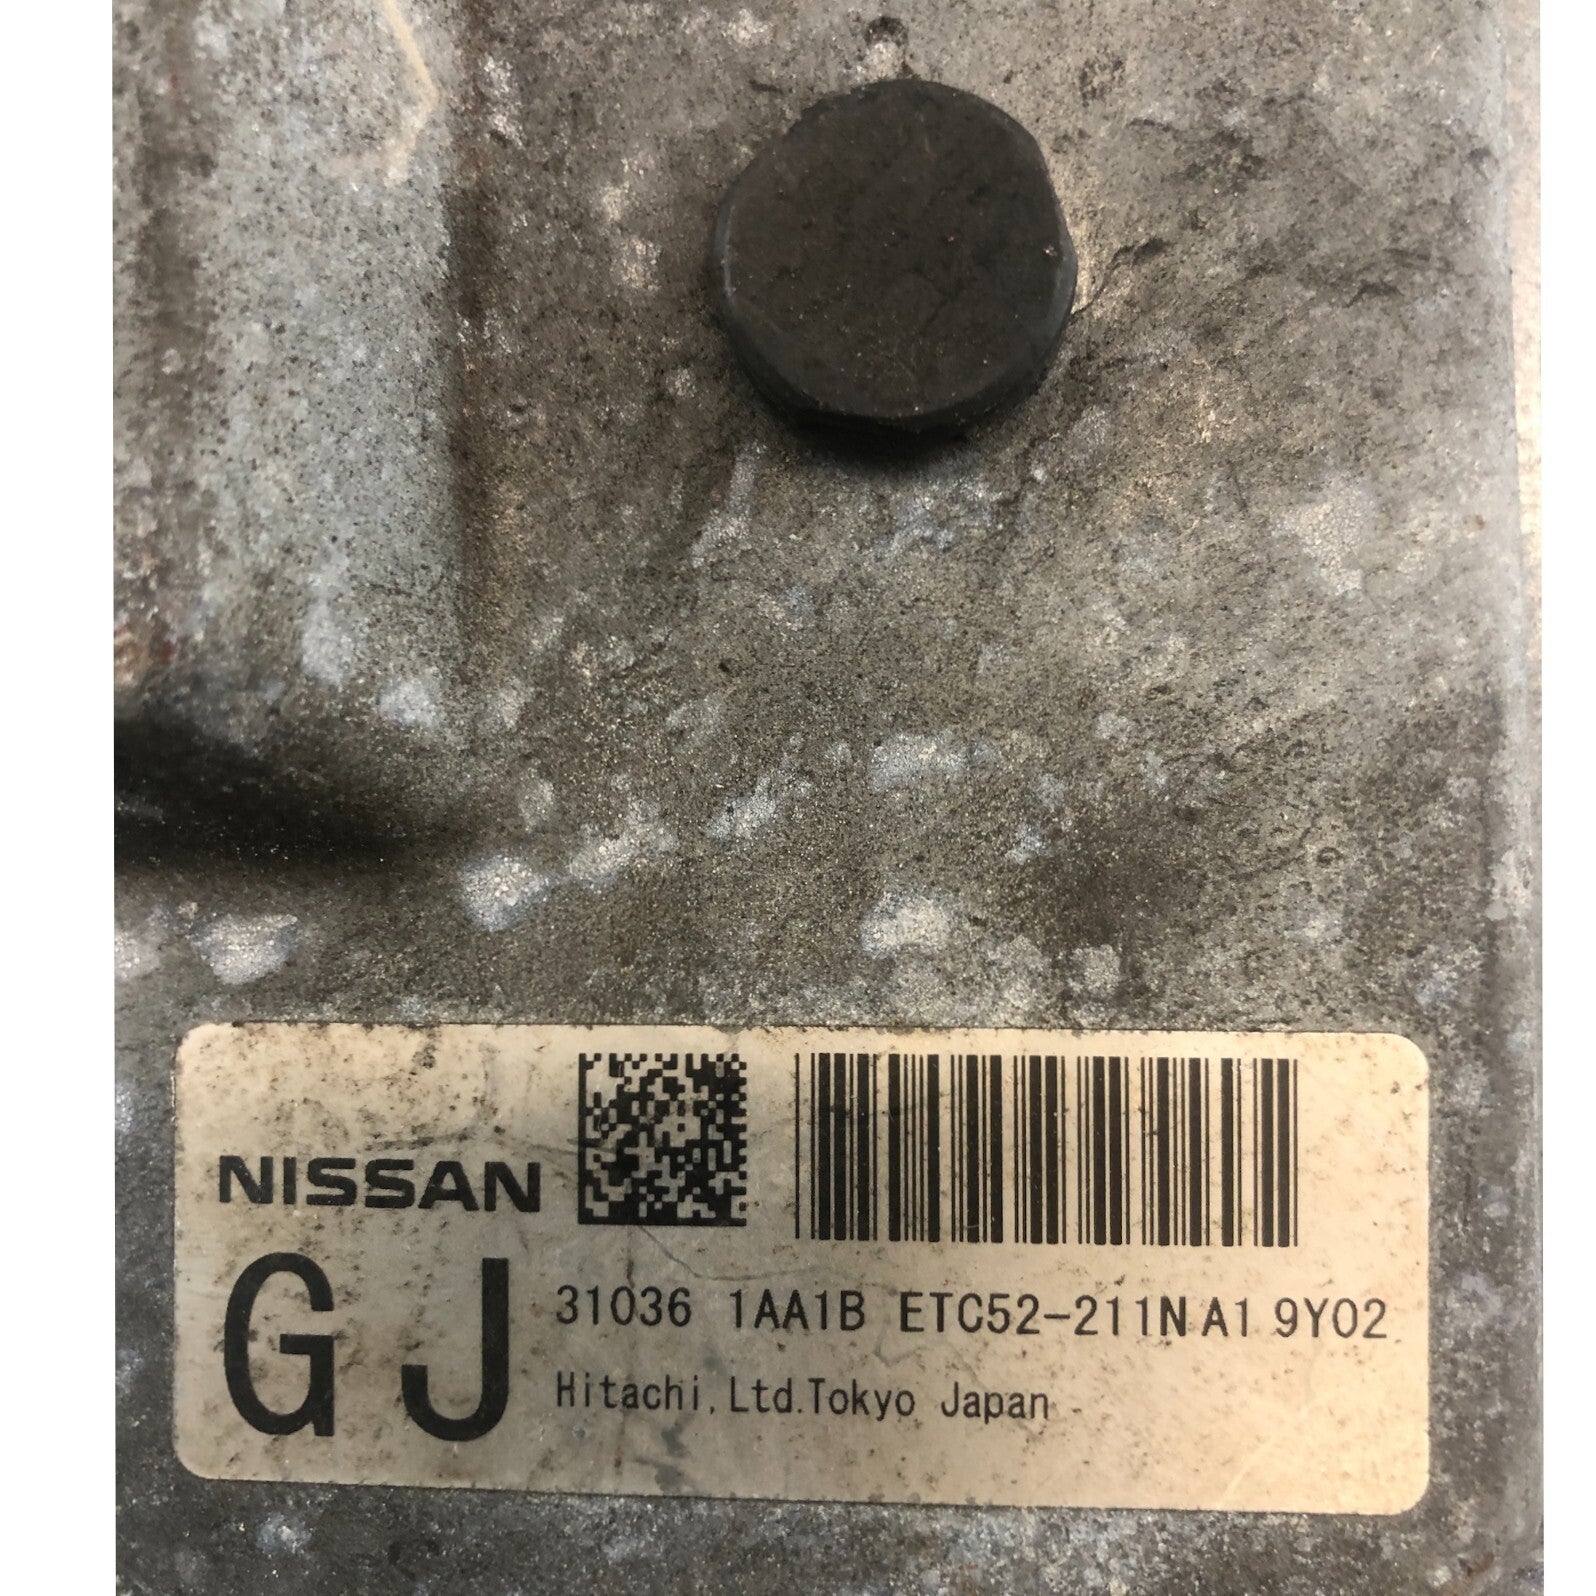 NISSAN
GJ
31036 1AA1B ETC52-211N A1 9Y02
Hitachi, Ltd. Tokyo Japan